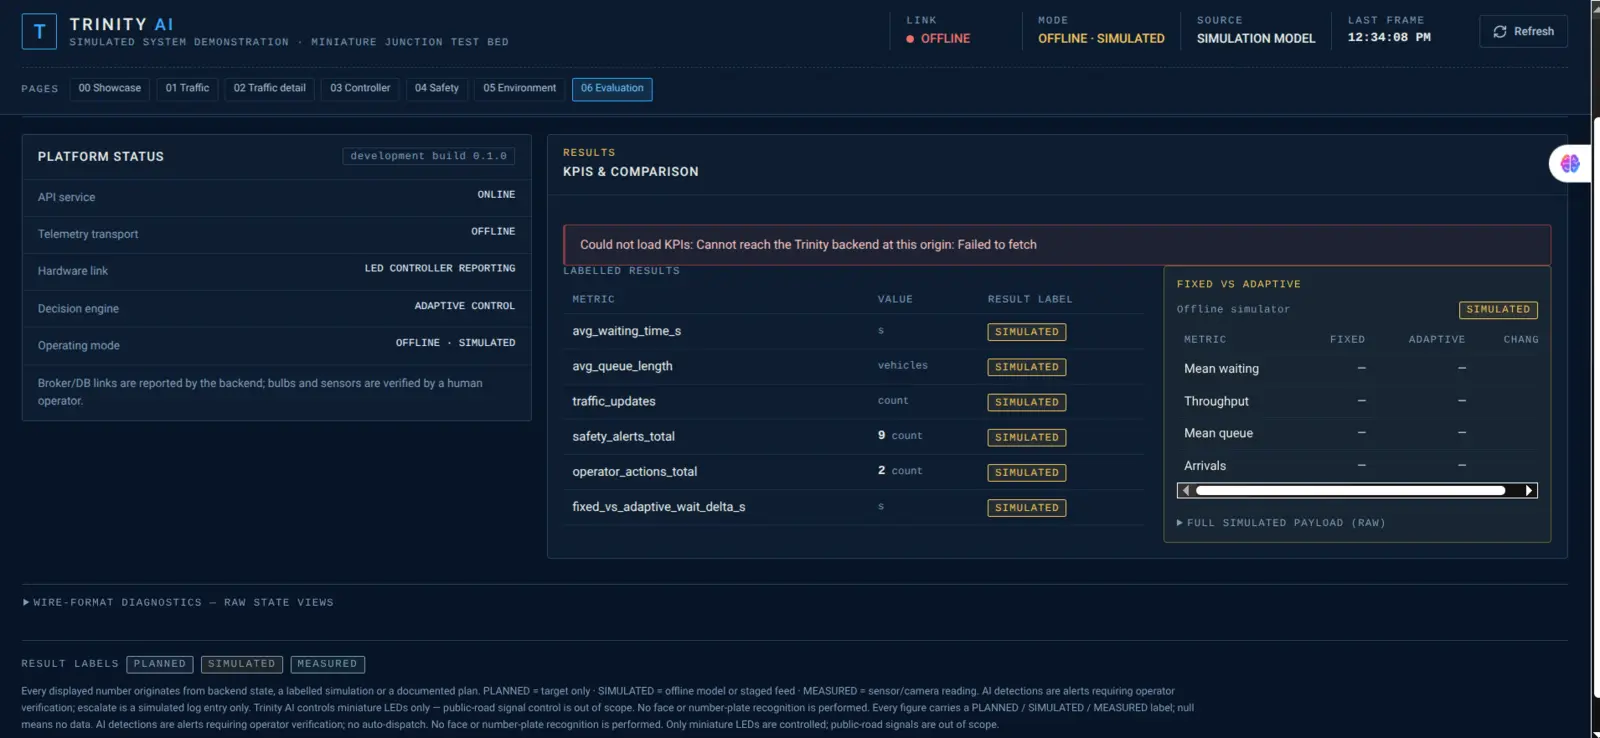 T
TRINITY AI
SIMULATED SYSTEM DEMONSTRATION · MINIATURE JUNCTION TEST BED
LINK
OFFLINE
MODE
OFFLINE · SIMULATED
SOURCE
SIMULATION MODEL
LAST FRAME
12:34:08 PM
Refresh
PAGES
00 Showcase
01 Traffic
02 Traffic detail
03 Controller
04 Safety
05 Environment
06 Evaluation
PLATFORM STATUS
development build 0.1.0
API service ONLINE
Telemetry transport OFFLINE
Hardware link LED CONTROLLER REPORTING
Decision engine ADAPTIVE CONTROL
Operating mode OFFLINE · SIMULATED
Broker/DB links are reported by the backend; bulbs and sensors are verified by a human
operator.
RESULTS
KPIS & COMPARISON
Could not load KPIs: Cannot reach the Trinity backend at this origin: Failed to fetch
LABELLED RESULTS
METRIC VALUE RESULT LABEL
avg_waiting_time_s s SIMULATED
avg_queue_length vehicles SIMULATED
traffic_updates count SIMULATED
safety_alerts_total 9 count SIMULATED
operator_actions_total 2 count SIMULATED
fixed_vs_adaptive_wait_delta_s s SIMULATED
FIXED VS ADAPTIVE
Offline simulator SIMULATED
METRIC FIXED ADAPTIVE CHANG
Mean waiting — —
Throughput — —
Mean queue — —
Arrivals — —
FULL SIMULATED PAYLOAD (RAW)
WIRE-FORMAT DIAGNOSTICS — RAW STATE VIEWS
RESULT LABELS PLANNED SIMULATED MEASURED
Every displayed number originates from backend state, a labelled simulation or a documented plan. PLANNED = target only · SIMULATED = offline model or staged feed · MEASURED = sensor/camera reading. AI detections are alerts requiring operator
verification; escalate is a simulated log entry only. Trinity AI controls miniature LEDs only — public-road signal control is out of scope. No face or number-plate recognition is performed. Every figure carries a PLANNED / SIMULATED / MEASURED label; null
means no data. AI detections are alerts requiring operator verification; no auto-dispatch. No face or number-plate recognition is performed. Only miniature LEDs are controlled; public-road signals are out of scope.